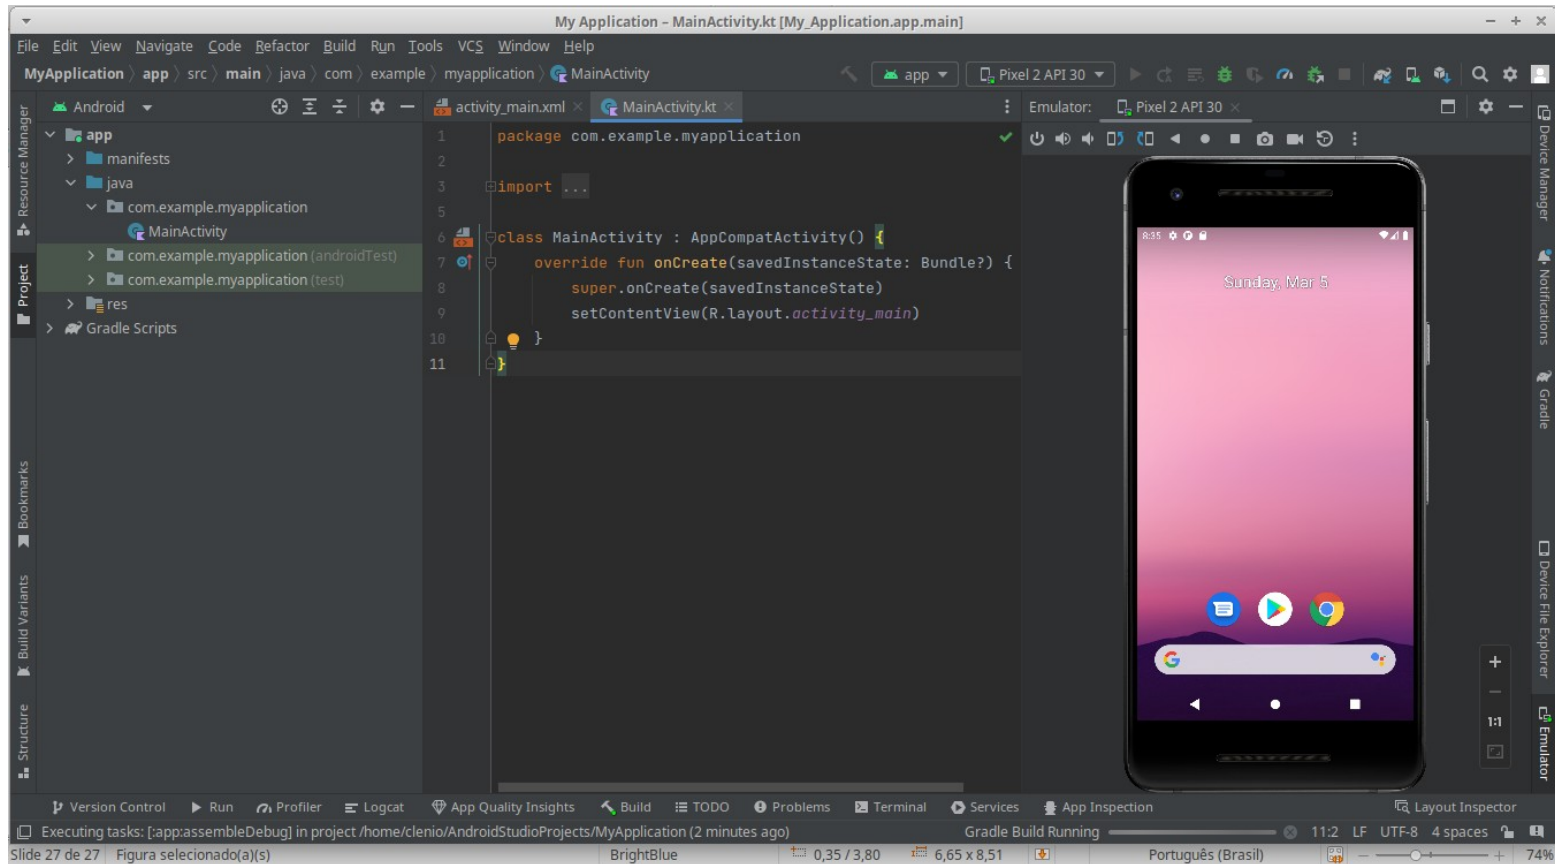 My Application – MainActivity.kt [My_Application.app.main]
File Edit View Navigate Code Refactor Build Run Tools VCS Window Help
MyApplication app src main java com example myapplication MainActivity
app
Pixel 2 API 30
Android
activity_main.xml
MainActivity.kt
Emulator:
Pixel 2 API 30
Resource Manager
Project
Bookmarks
Build Variants
Structure
app
manifests
java
com.example.myapplication
MainActivity
com.example.myapplication (androidTest)
com.example.myapplication (test)
res
Gradle Scripts
1 package com.example.myapplication
2
3 import ...
5
6 class MainActivity : AppCompatActivity() {
7 override fun onCreate(savedInstanceState: Bundle?) {
8 super.onCreate(savedInstanceState)
9 setContentView(R.layout.activity_main)
10 }
11 }
8:35
Sunday, Mar 5
1:1
Device Manager
Notifications
Gradle
Device File Explorer
Emulator
Version Control Run Profiler Logcat App Quality Insights Build TODO Problems Terminal Services App Inspection Layout Inspector
Executing tasks: [:app:assembleDebug] in project /home/clenio/AndroidStudioProjects/MyApplication (2 minutes ago) Gradle Build Running 11:2 LF UTF-8 4 spaces
Slide 27 de 27 Figura selecionado(a)(s) BrightBlue 0,35 / 3,80 6,65 x 8,51 Português (Brasil) 74%